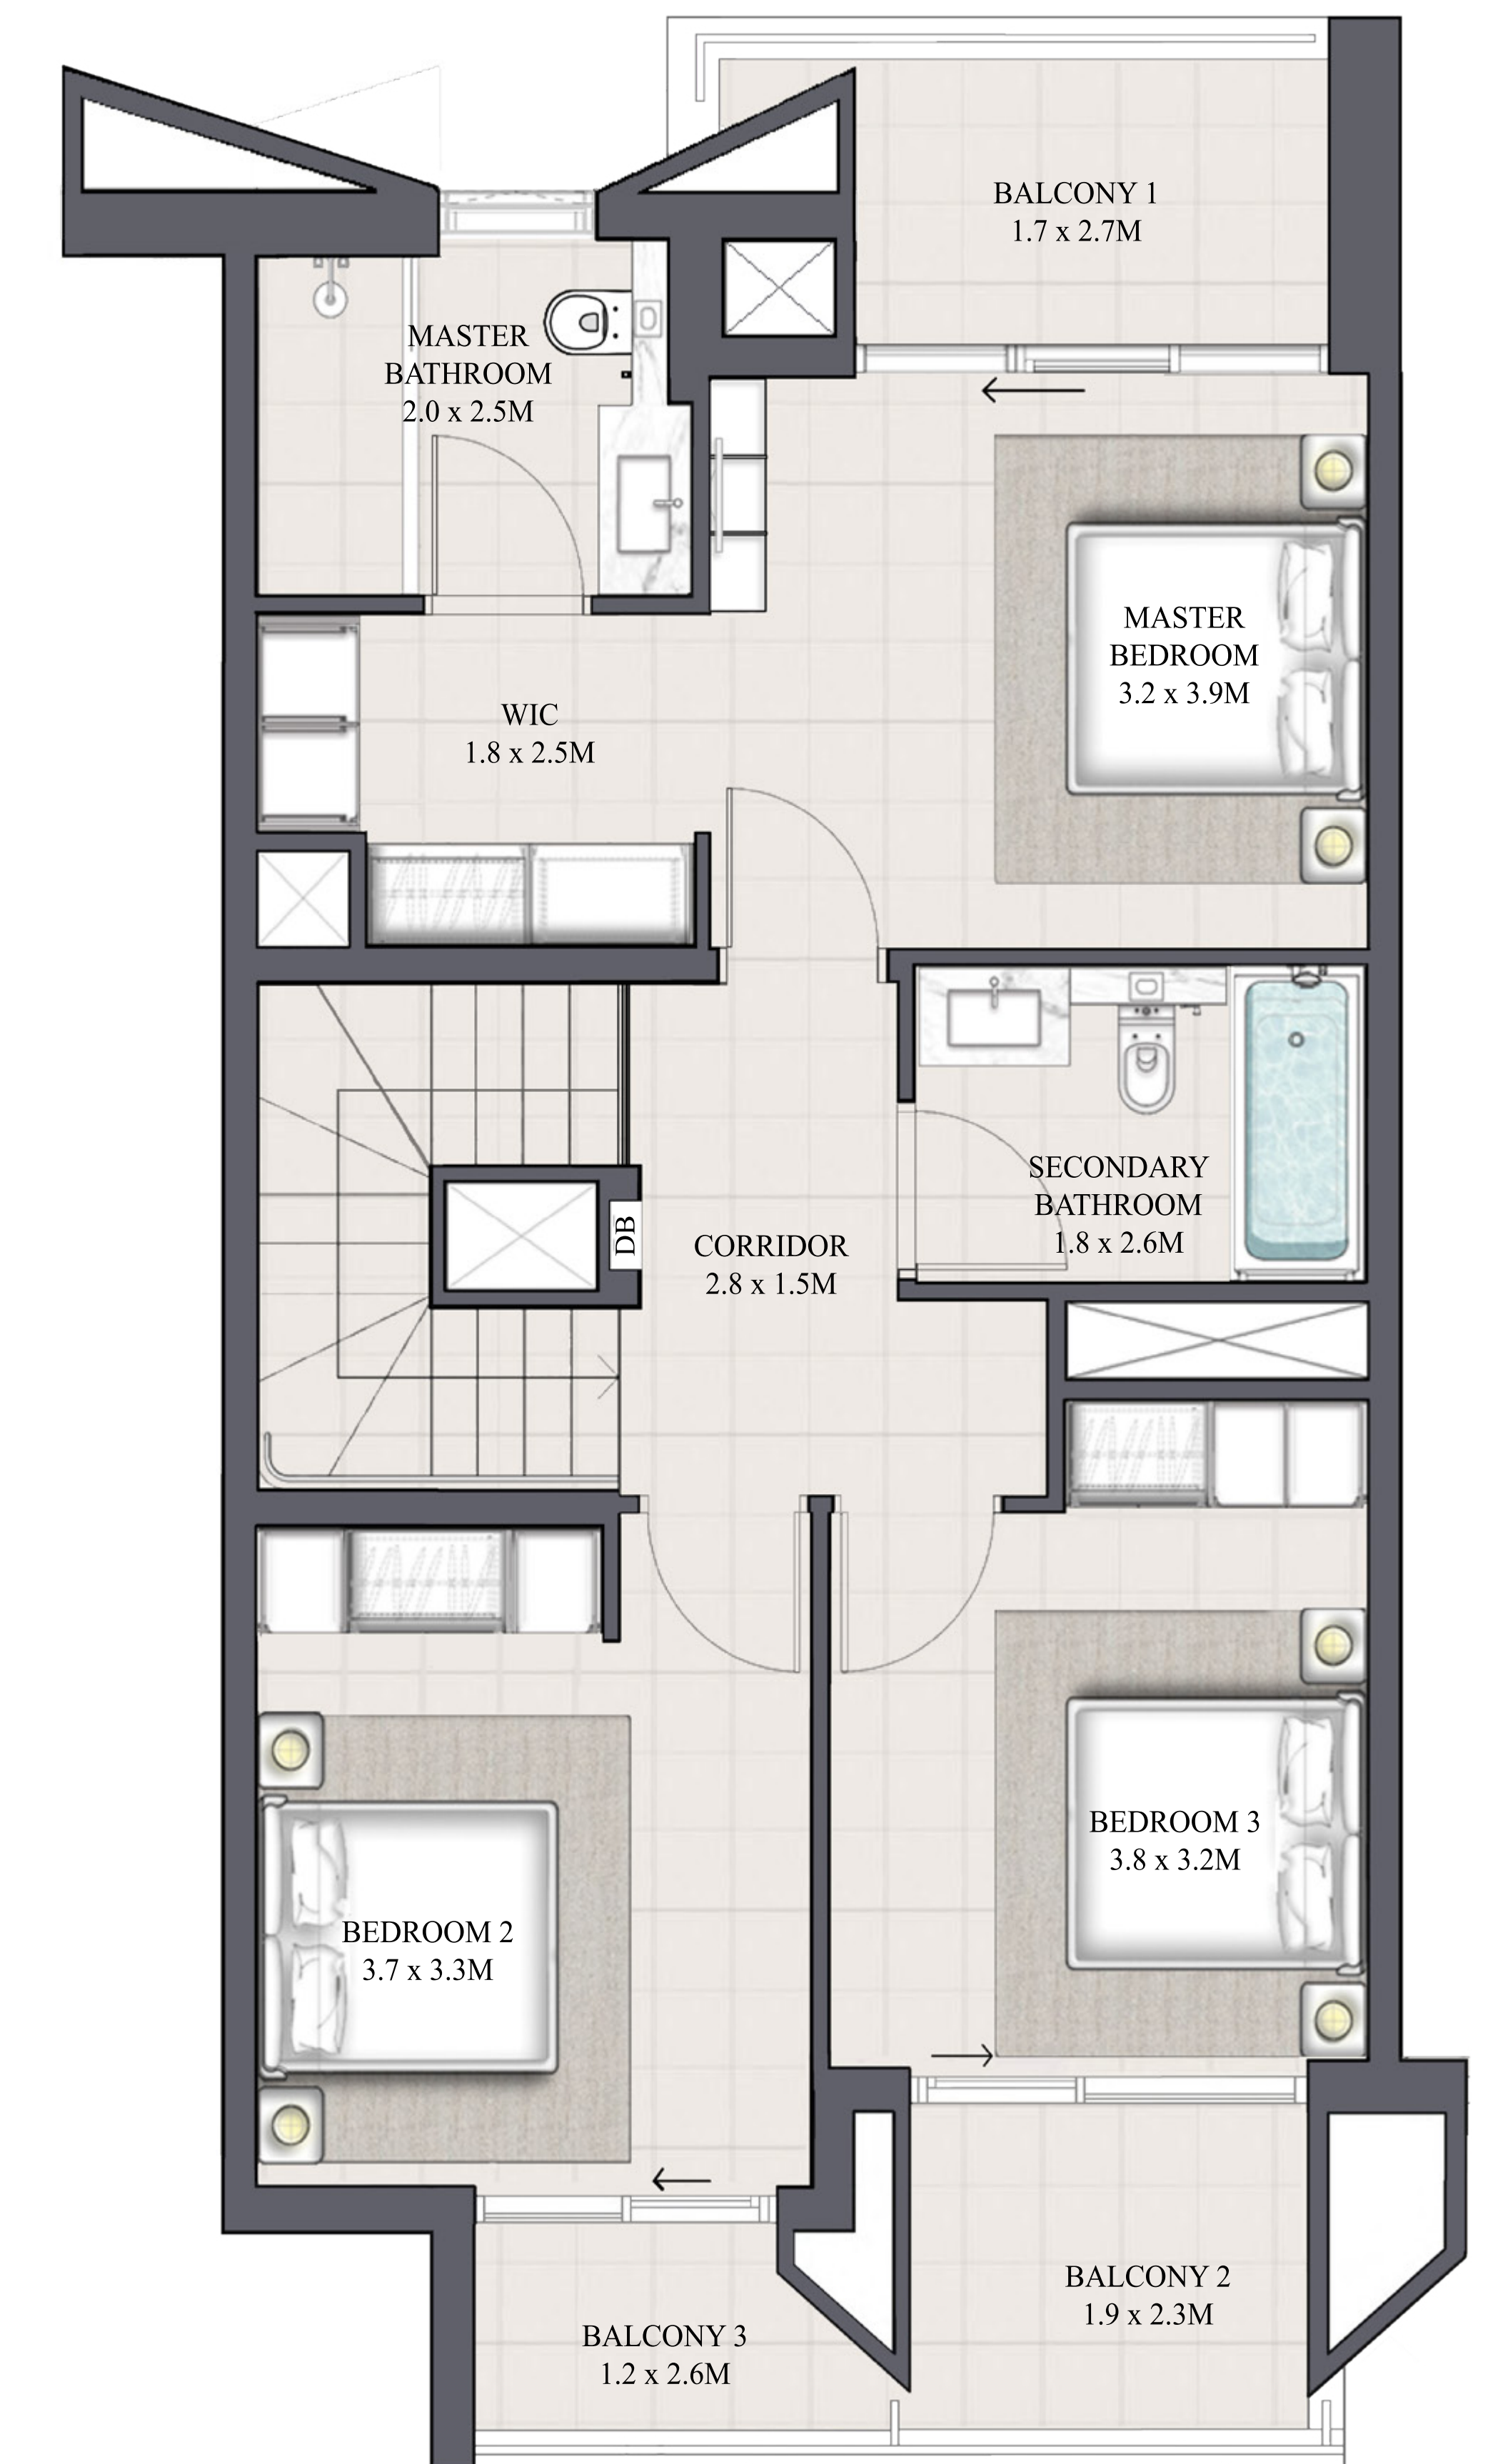 BALCONY 1
1.7 x 2.7M
MASTER
BATHROOM
2.0 x 2.5M
MASTER
BEDROOM
3.2 x 3.9M
WIC
1.8 x 2.5M
SECONDARY
BATHROOM
1.8 x 2.6M
DB
CORRIDOR
2.8 x 1.5M
BEDROOM 3
3.8 x 3.2M
BEDROOM 2
3.7 x 3.3M
BALCONY 2
1.9 x 2.3M
BALCONY 3
1.2 x 2.6M